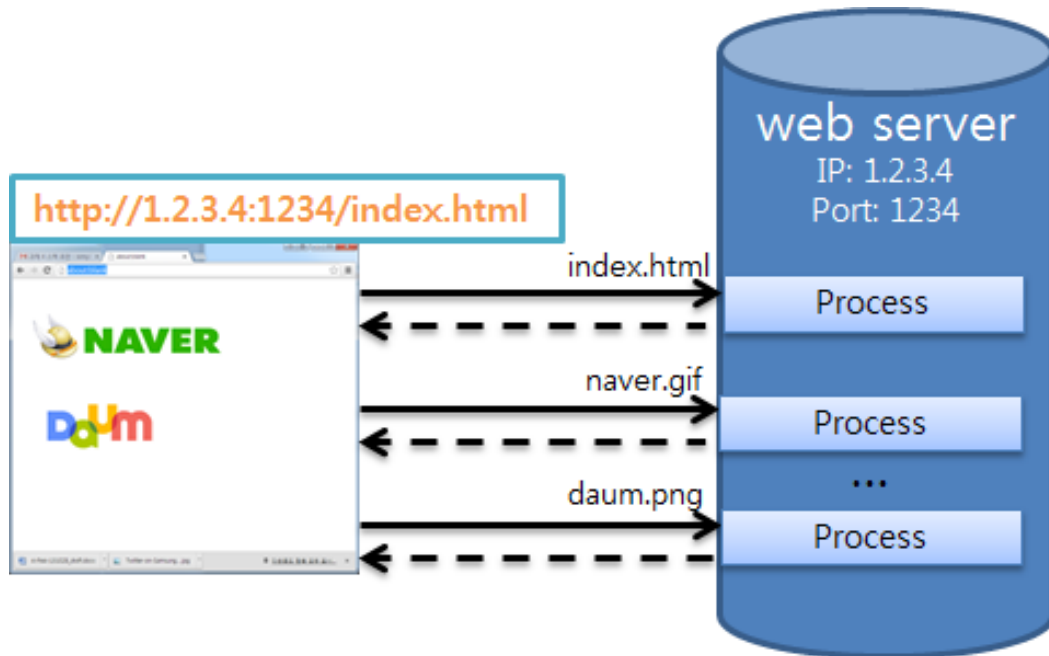 web server
IP: 1.2.3.4
Port: 1234
http://1.2.3.4:1234/index.html
index.html
Process
NAVER
naver.gif
Process
Daum
...
daum.png
Process